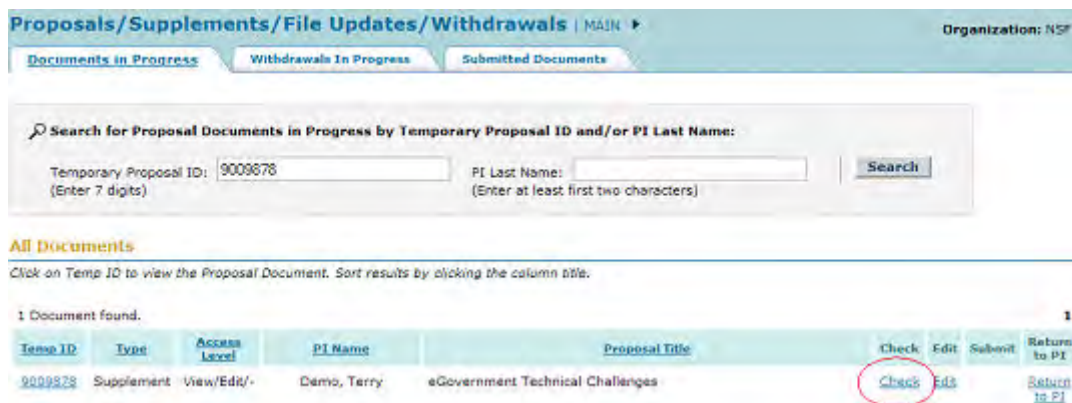 Proposals/Supplements/File Updates/Withdrawals | MAIN
Organization: NSF
Documents in Progress Withdrawals In Progress Submitted Documents
Search for Proposal Documents in Progress by Temporary Proposal ID and/or PI Last Name:
Temporary Proposal ID: 9009878 PI Last Name: Search
(Enter 7 digits) (Enter at least first two characters)
All Documents
Click on Temp ID to view the Proposal Document. Sort results by clicking the column title.
1 Document found. 1
Temp ID Type Access Level PI Name Proposal Title Check Edit Submit Return to PI
9009878 Supplement View/Edit/- Demo, Terry eGovernment Technical Challenges Check Edit Return to PI